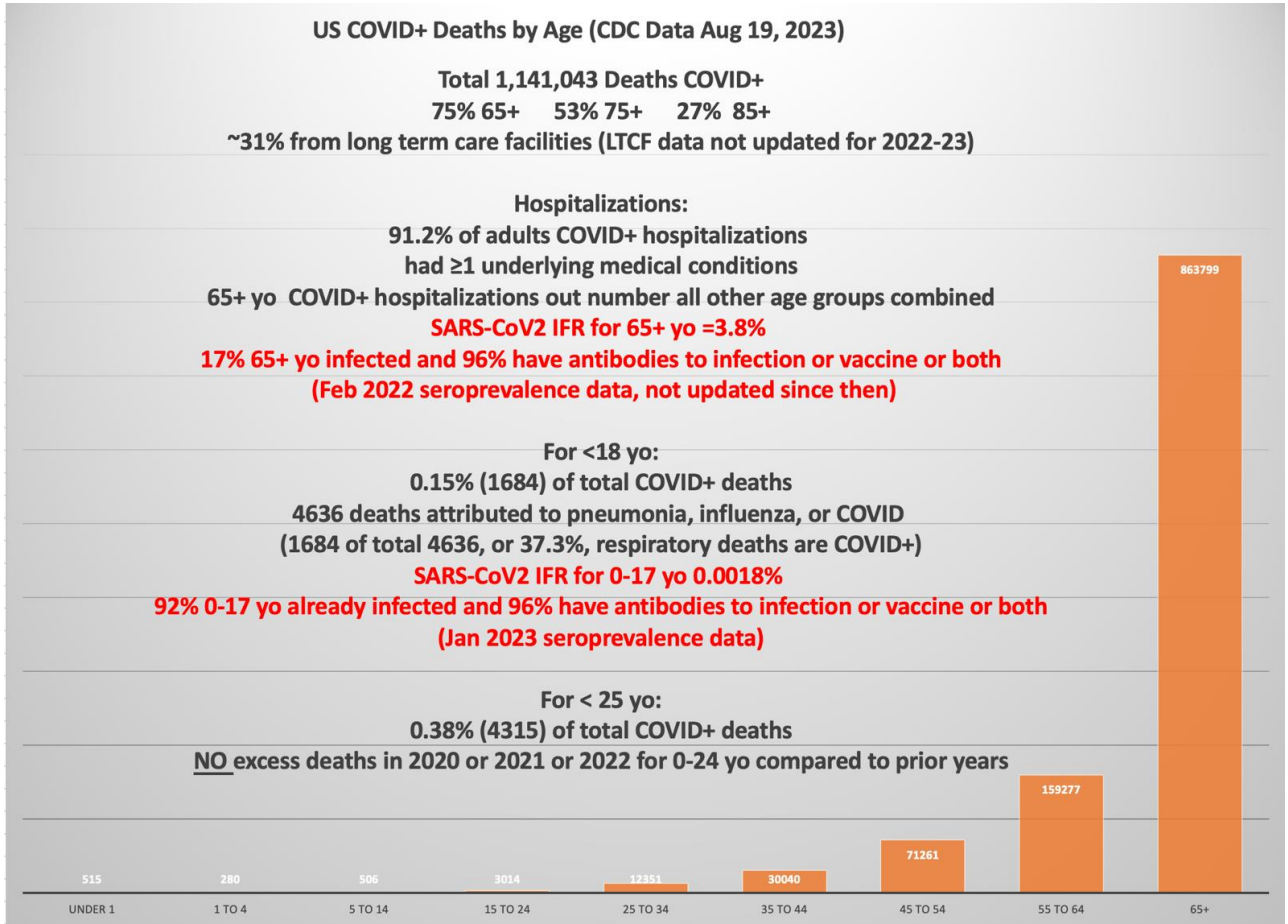 US COVID+ Deaths by Age (CDC Data Aug 19, 2023)
Total 1,141,043 Deaths COVID+
75% 65+ 53% 75+ 27% 85+
~31% from long term care facilities (LTCF data not updated for 2022-23)
Hospitalizations:
91.2% of adults COVID+ hospitalizations
had ≥1 underlying medical conditions
65+ yo COVID+ hospitalizations out number all other age groups combined
SARS-CoV2 IFR for 65+ yo =3.8%
17% 65+ yo infected and 96% have antibodies to infection or vaccine or both
(Feb 2022 seroprevalence data, not updated since then)
For <18 yo:
0.15% (1684) of total COVID+ deaths
4636 deaths attributed to pneumonia, influenza, or COVID
(1684 of total 4636, or 37.3%, respiratory deaths are COVID+)
SARS-CoV2 IFR for 0-17 yo 0.0018%
92% 0-17 yo already infected and 96% have antibodies to infection or vaccine or both
(Jan 2023 seroprevalence data)
For < 25 yo:
0.38% (4315) of total COVID+ deaths
NO excess deaths in 2020 or 2021 or 2022 for 0-24 yo compared to prior years
515 280 506 3014 12351 30040 71261 159277 863799
UNDER 1 1 TO 4 5 TO 14 15 TO 24 25 TO 34 35 TO 44 45 TO 54 55 TO 64 65+